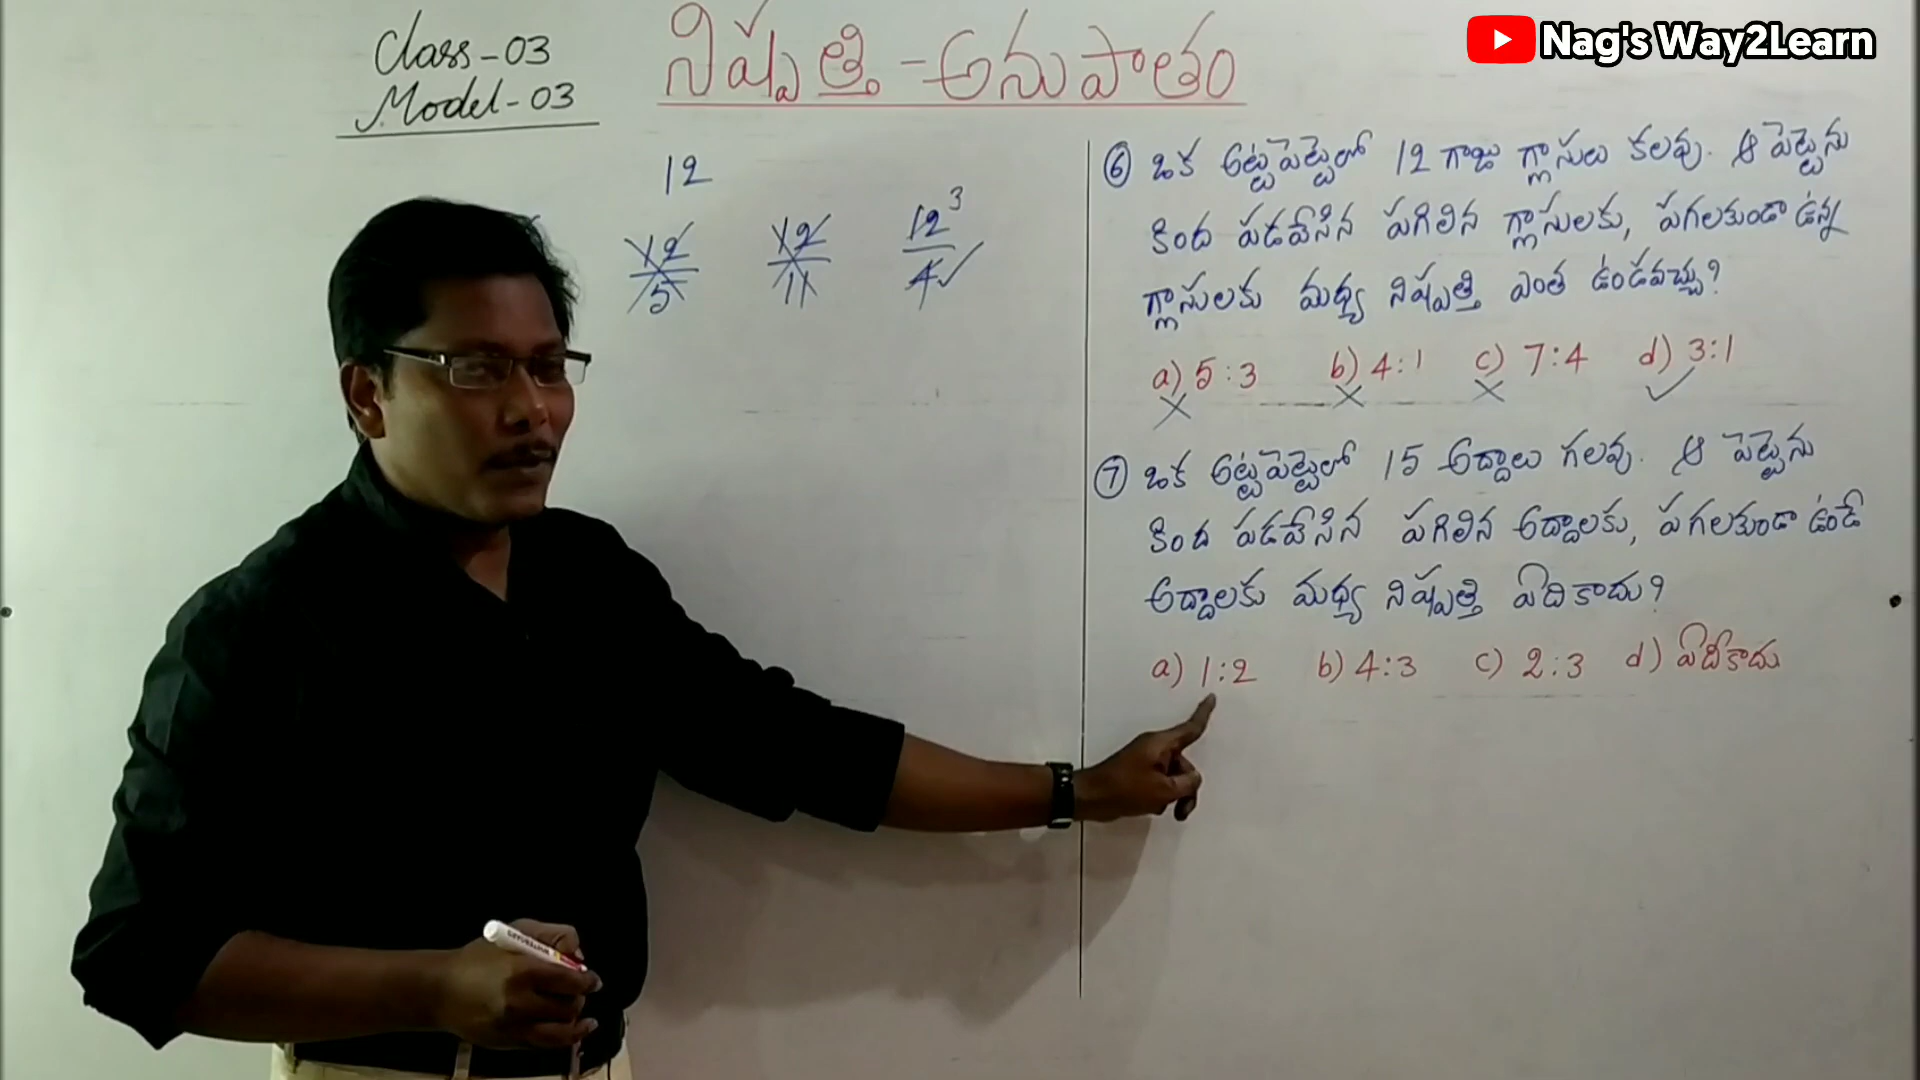 Class-03
Model-03
నిష్పత్తి - అనుపాతం
Nag's Way2Learn
12
12/5
12/11
12/4 3
⑥ ఒక అట్టపెట్టెలో 12 గాజు గ్లాసులు కలవు. ఆ పెట్టెను
కింద పడవేసిన పగిలిన గ్లాసులకు, పగలకుండా ఉన్న
గ్లాసులకు మధ్య నిష్పత్తి ఎంత ఉండవచ్చు?
a) 5:3 b) 4:1 c) 7:4 d) 3:1
⑦ ఒక అట్టపెట్టెలో 15 అద్దాలు గలవు. ఆ పెట్టెను
కింద పడవేసిన పగిలిన అద్దాలకు, పగలకుండా ఉండే
అద్దాలకు మధ్య నిష్పత్తి ఏదికాదు?
a) 1:2 b) 4:3 c) 2:3 d) ఏదీకాదు